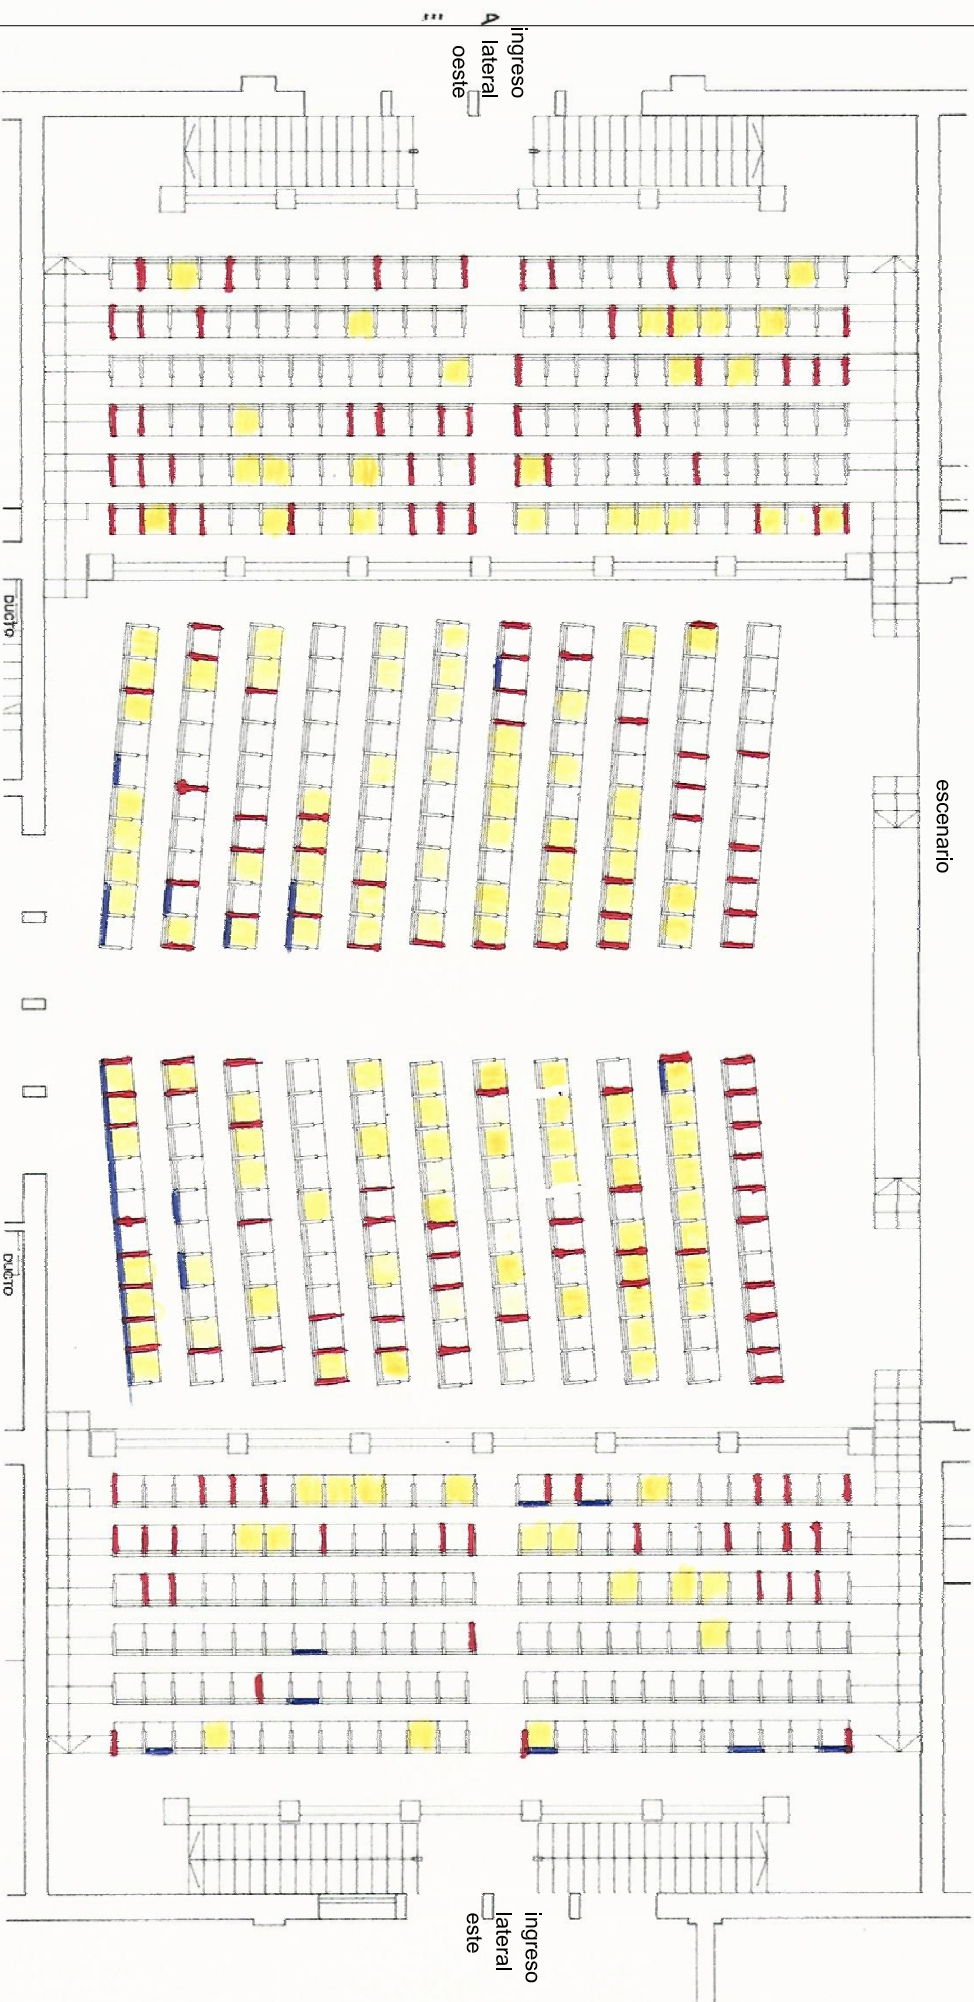 A
ingreso
lateral
oeste
DUCTO
escenario
DUCTO
ingreso
lateral
este